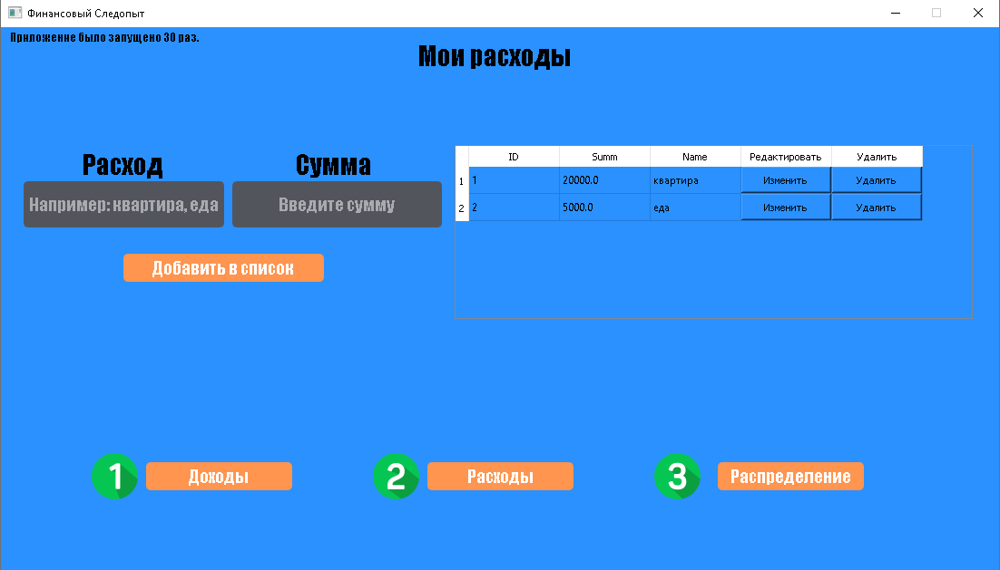 Финансовый Следопыт
Приложение было запущено 30 раз.
Мои расходы
Расход Сумма
Например: квартира, еда Введите сумму
Добавить в список
ID Summ Name Редактировать Удалить
1 1 20000.0 квартира Изменить Удалить
2 2 5000.0 еда Изменить Удалить
1 Доходы 2 Расходы 3 Распределение